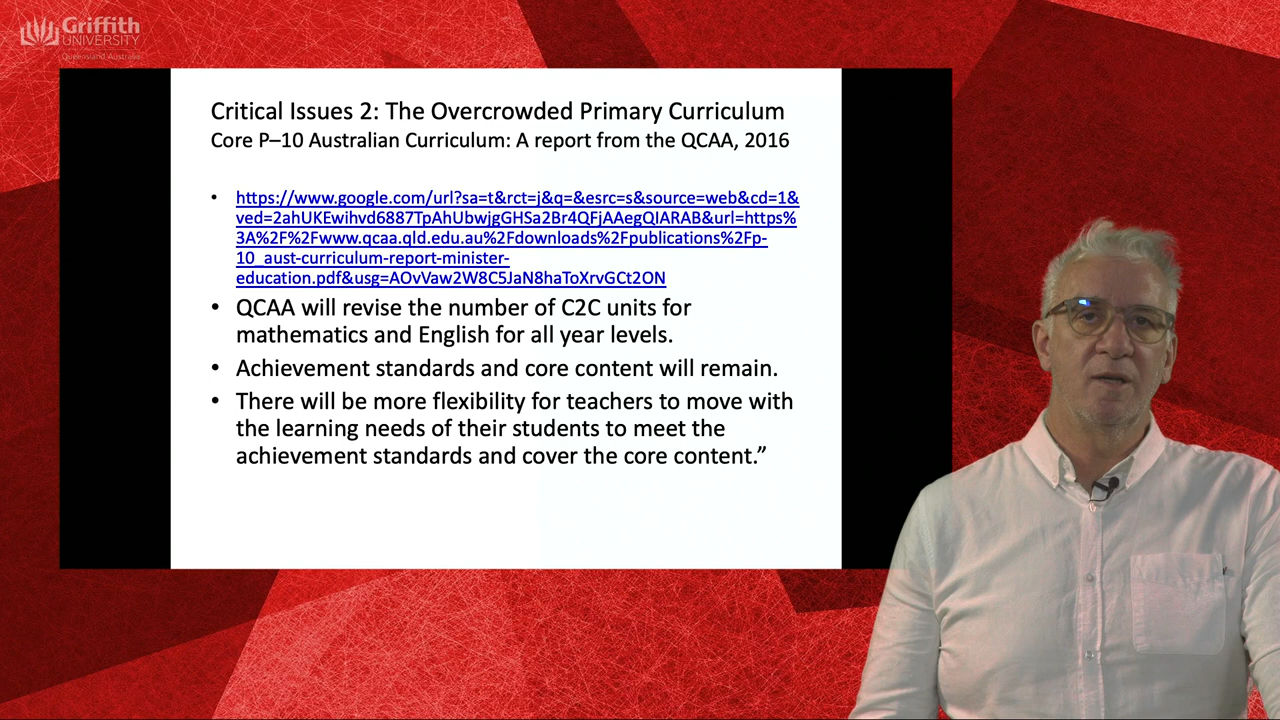 Griffith
UNIVERSITY
Queensland Australia
Critical Issues 2: The Overcrowded Primary Curriculum
Core P–10 Australian Curriculum: A report from the QCAA, 2016
• https://www.google.com/url?sa=t&rct=j&q=&esrc=s&source=web&cd=1&
ved=2ahUKEwihvd6887TpAhUbwjgGHSa2Br4QFjAAegQIARAB&url=https%
3A%2F%2Fwww.qcaa.qld.edu.au%2Fdownloads%2Fpublications%2Fp-
10_aust-curriculum-report-minister-
education.pdf&usg=AOvVaw2W8C5JaN8haToXrvGCt2ON
• QCAA will revise the number of C2C units for
mathematics and English for all year levels.
• Achievement standards and core content will remain.
• There will be more flexibility for teachers to move with
the learning needs of their students to meet the
achievement standards and cover the core content.”